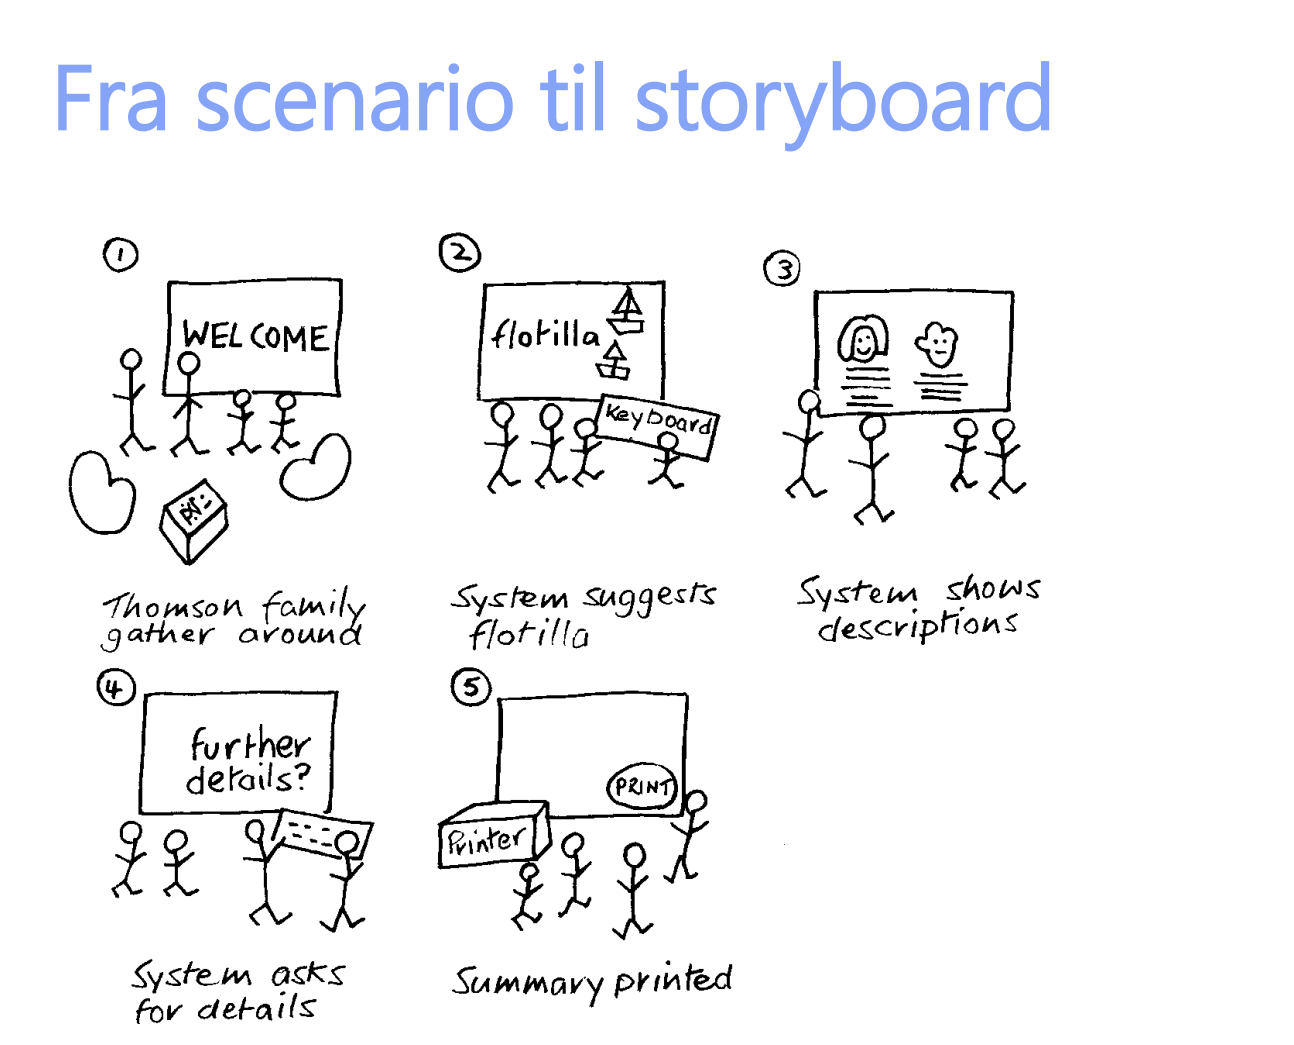 Fra scenario til storyboard
1
WELCOME
Thomson family
gather around
2
flotilla
Keyboard
System suggests
flotilla
3
System shows
descriptions
4
further
details?
System asks
for details
5
PRINT
Printer
Summary printed